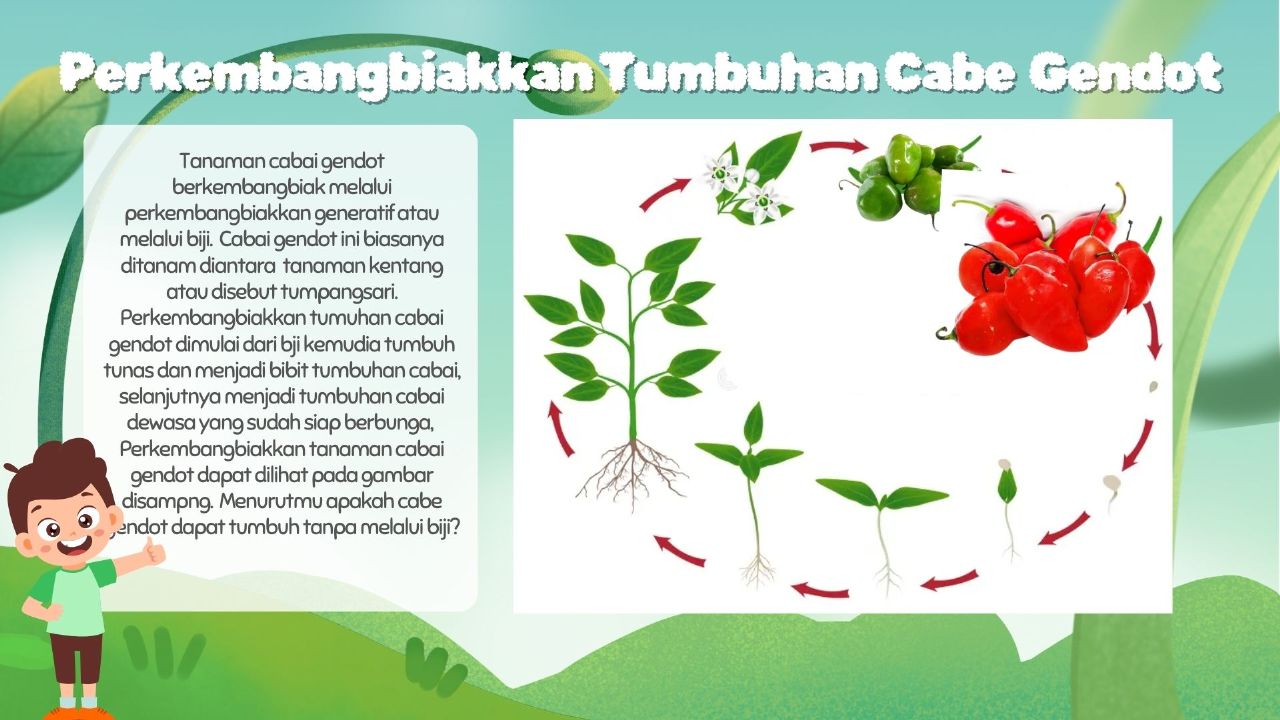 Perkembangbiakkan Tumbuhan Cabe Gendot
Tanaman cabai gendot
berkembangbiak melalui
perkembangbiakkan generatif atau
melalui biji. Cabai gendot ini biasanya
ditanam diantara tanaman kentang
atau disebut tumpangsari.
Perkembangbiakkan tumuhan cabai
gendot dimulai dari bji kemudia tumbuh
tunas dan menjadi bibit tumbuhan cabai,
selanjutnya menjadi tumbuhan cabai
dewasa yang sudah siap berbunga,
Perkembangbiakkan tanaman cabai
gendot dapat dilihat pada gambar
disampng. Menurutmu apakah cabe
gendot dapat tumbuh tanpa melalui biji?